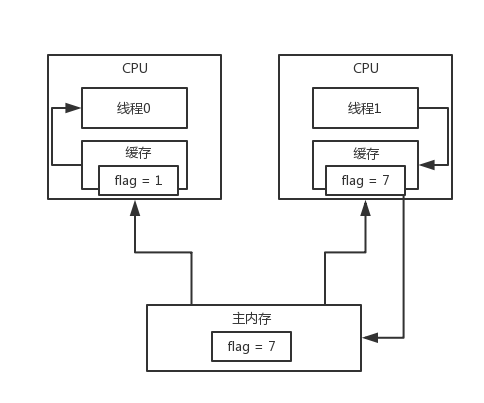 CPU
线程0
缓存
flag = 1
CPU
线程1
缓存
flag = 7
主内存
flag = 7